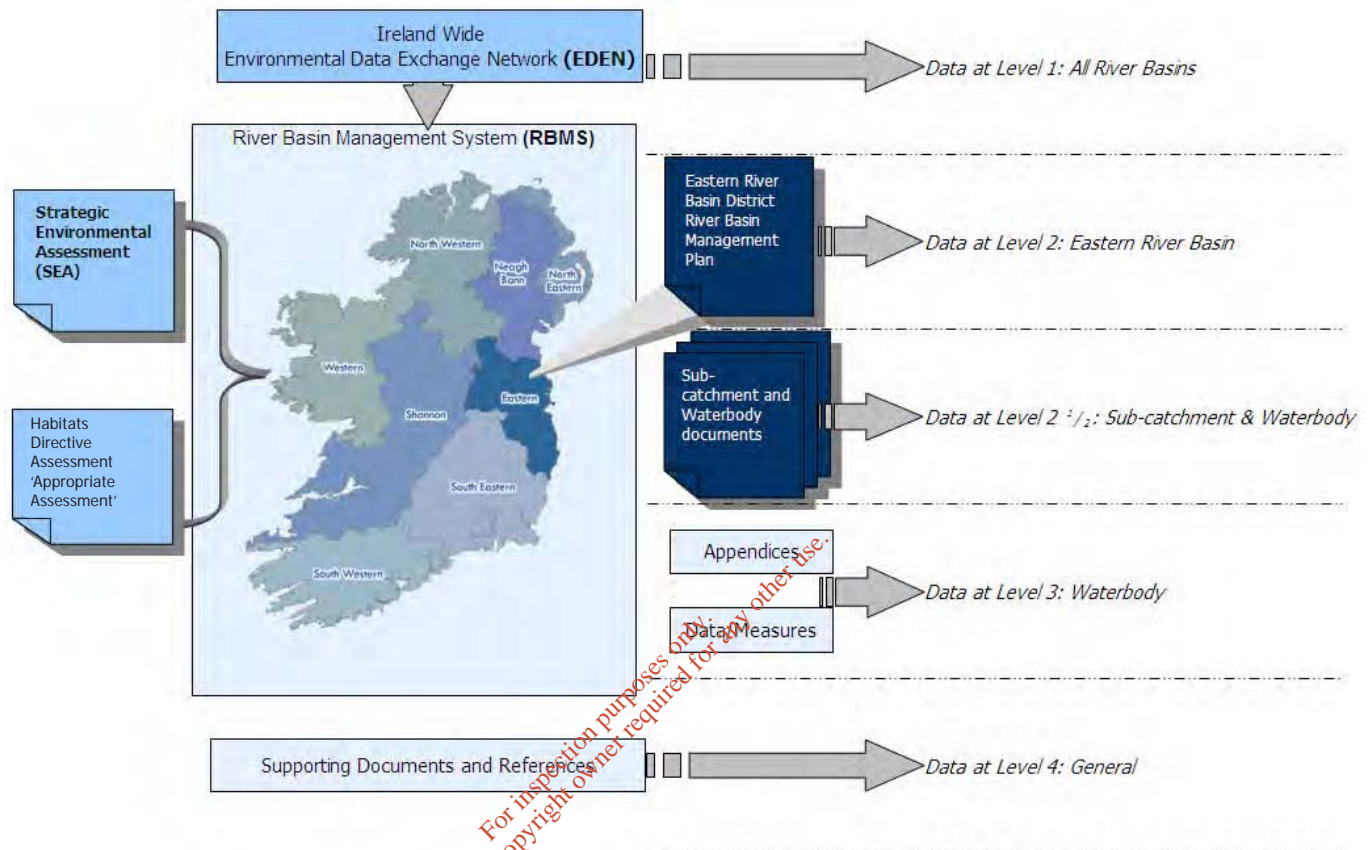 Ireland Wide
Environmental Data Exchange Network (EDEN)
Data at Level 1: All River Basins
River Basin Management System (RBMS)
Strategic
Environmental
Assessment
(SEA)
Habitats
Directive
Assessment
'Appropriate
Assessment'
North Western
Neagh
Bann
North
Eastern
Western
Shannon
Eastern
South Eastern
South Western
Eastern River
Basin District
River Basin
Management
Plan
Data at Level 2: Eastern River Basin
Sub-
catchment and
Waterbody
documents
Data at Level 2 1/2: Sub-catchment & Waterbody
Appendices
Data/Measures
Data at Level 3: Waterbody
Supporting Documents and References
Data at Level 4: General
For inspection purposes only.
copyright owner required for any other use.